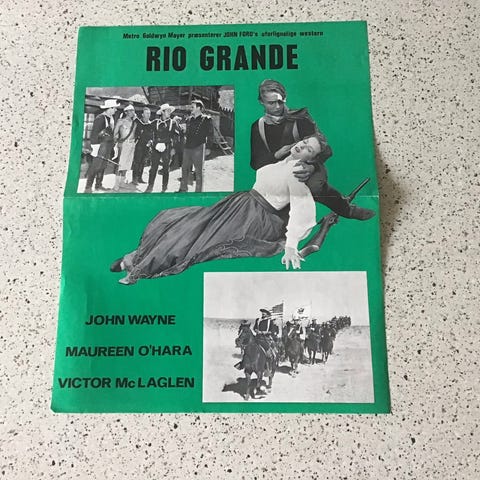 Metro Goldwyn Mayer præsenterer JOHN FORD's uforlignelige western
RIO GRANDE
JOHN WAYNE
MAUREEN O'HARA
VICTOR McLAGLEN